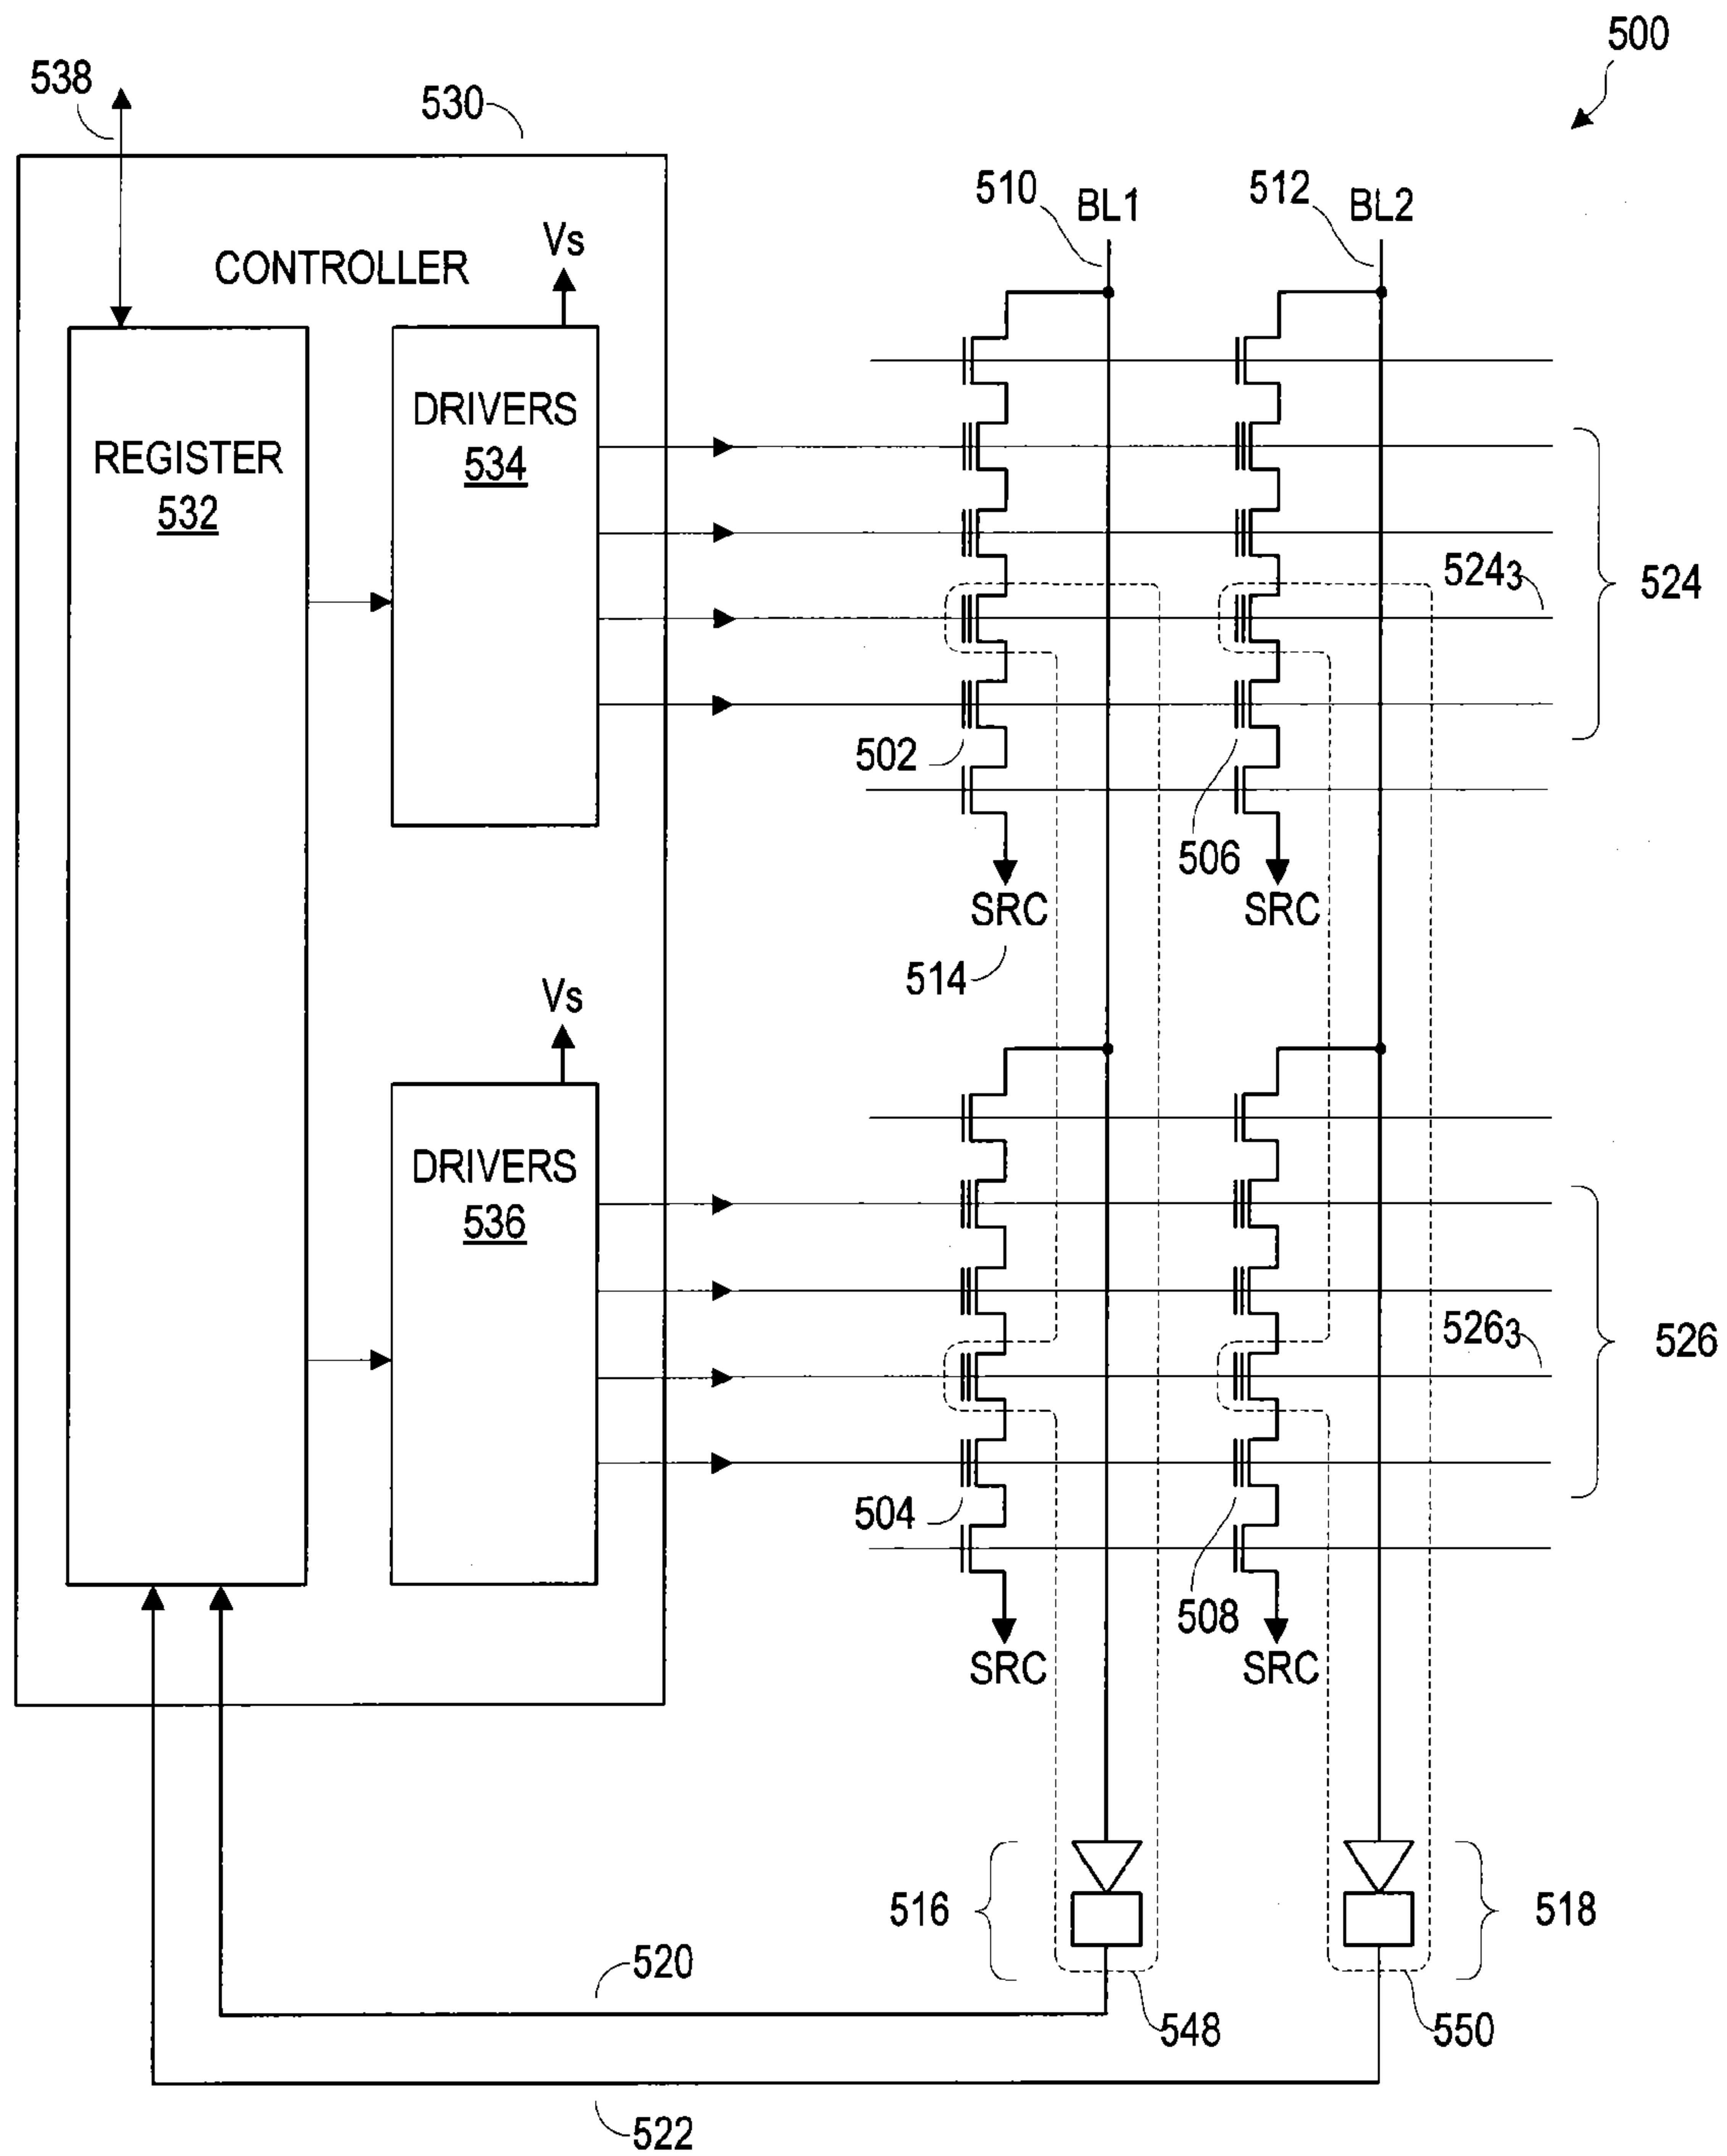 500
538
530
510
BL1
512
BL2
Vs
CONTROLLER
DRIVERS
534
REGISTER
532
524₃
524
502
506
SRC
SRC
514
Vs
DRIVERS
536
526₃
526
504
508
SRC
SRC
516
518
520
548
550
522